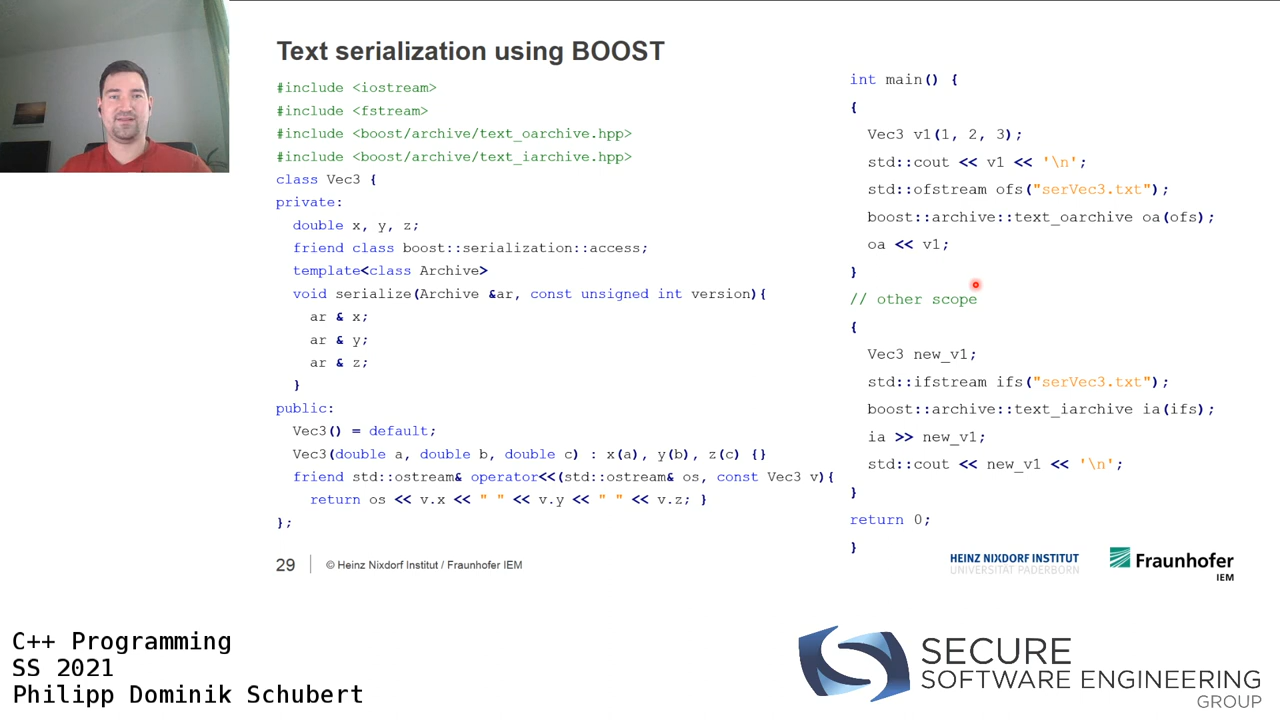 Text serialization using BOOST
#include <iostream>
#include <fstream>
#include <boost/archive/text_oarchive.hpp>
#include <boost/archive/text_iarchive.hpp>
class Vec3 {
private:
double x, y, z;
friend class boost::serialization::access;
template<class Archive>
void serialize(Archive &ar, const unsigned int version){
ar & x;
ar & y;
ar & z;
}
public:
Vec3() = default;
Vec3(double a, double b, double c) : x(a), y(b), z(c) {}
friend std::ostream& operator<<(std::ostream& os, const Vec3 v){
return os << v.x << " " << v.y << " " << v.z; }
};
int main() {
{
Vec3 v1(1, 2, 3);
std::cout << v1 << '\n';
std::ofstream ofs("serVec3.txt");
boost::archive::text_oarchive oa(ofs);
oa << v1;
}
// other scope
{
Vec3 new_v1;
std::ifstream ifs("serVec3.txt");
boost::archive::text_iarchive ia(ifs);
ia >> new_v1;
std::cout << new_v1 << '\n';
}
return 0;
}
29
© Heinz Nixdorf Institut / Fraunhofer IEM
HEINZ NIXDORF INSTITUT
UNIVERSITÄT PADERBORN
Fraunhofer
IEM
C++ Programming
SS 2021
Philipp Dominik Schubert
SECURE
SOFTWARE ENGINEERING
GROUP